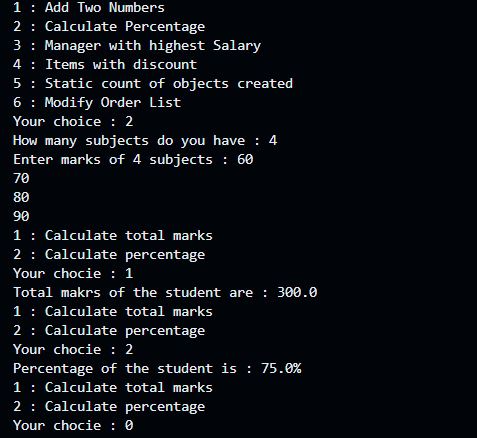 1 : Add Two Numbers
2 : Calculate Percentage
3 : Manager with highest Salary
4 : Items with discount
5 : Static count of objects created
6 : Modify Order List
Your choice : 2
How many subjects do you have : 4
Enter marks of 4 subjects : 60
70
80
90
1 : Calculate total marks
2 : Calculate percentage
Your chocie : 1
Total makrs of the student are : 300.0
1 : Calculate total marks
2 : Calculate percentage
Your chocie : 2
Percentage of the student is : 75.0%
1 : Calculate total marks
2 : Calculate percentage
Your chocie : 0